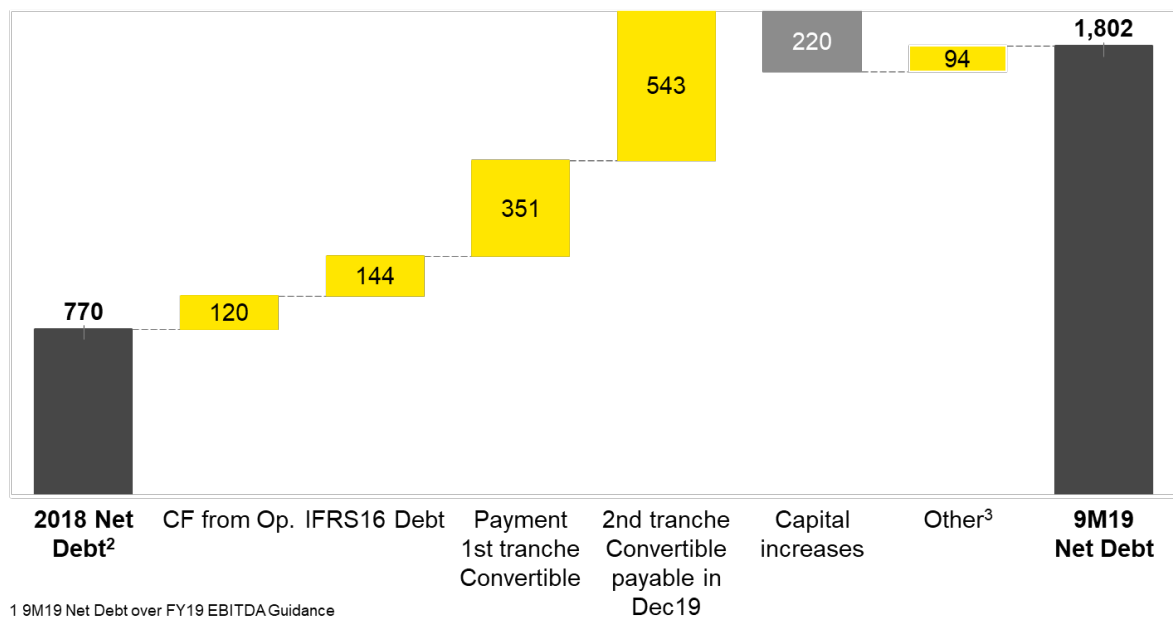 1,802
220
94
543
351
144
770
120
2018 Net
Debt2
CF from Op.
IFRS16 Debt
Payment
1st tranche
Convertible
2nd tranche
Convertible
payable in
Dec19
Capital
increases
Other3
9M19
Net Debt
1 9M19 Net Debt over FY19 EBITDA Guidance